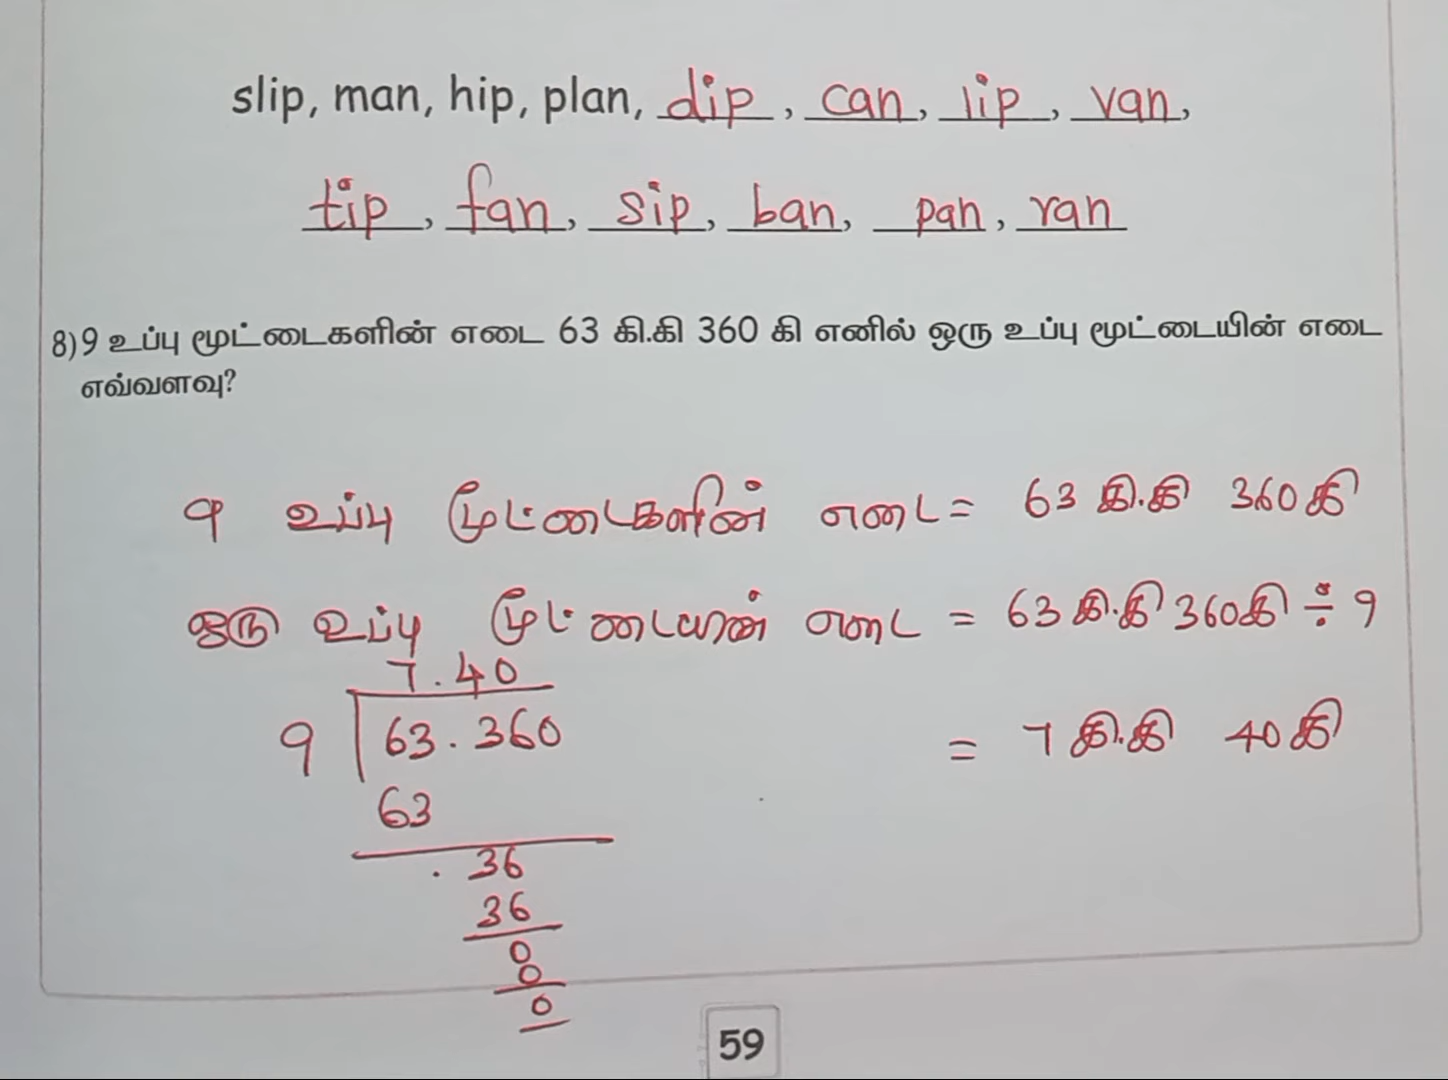 slip, man, hip, plan, dip, can, lip, van,
tip, fan, sip, ban, pan, ran
8) 9 உப்பு மூட்டைகளின் எடை 63 கி.கி 360 கி எனில் ஒரு உப்பு மூட்டையின் எடை
எவ்வளவு?
9 உப்பு மூட்டைகளின் எடை = 63 கி.கி 360 கி
ஒரு உப்பு மூட்டையின் எடை = 63 கி.கி 360 கி ÷ 9
7.40
9 63.360 = 7 கி.கி 40 கி
63
. 36
36
0
0
0
59